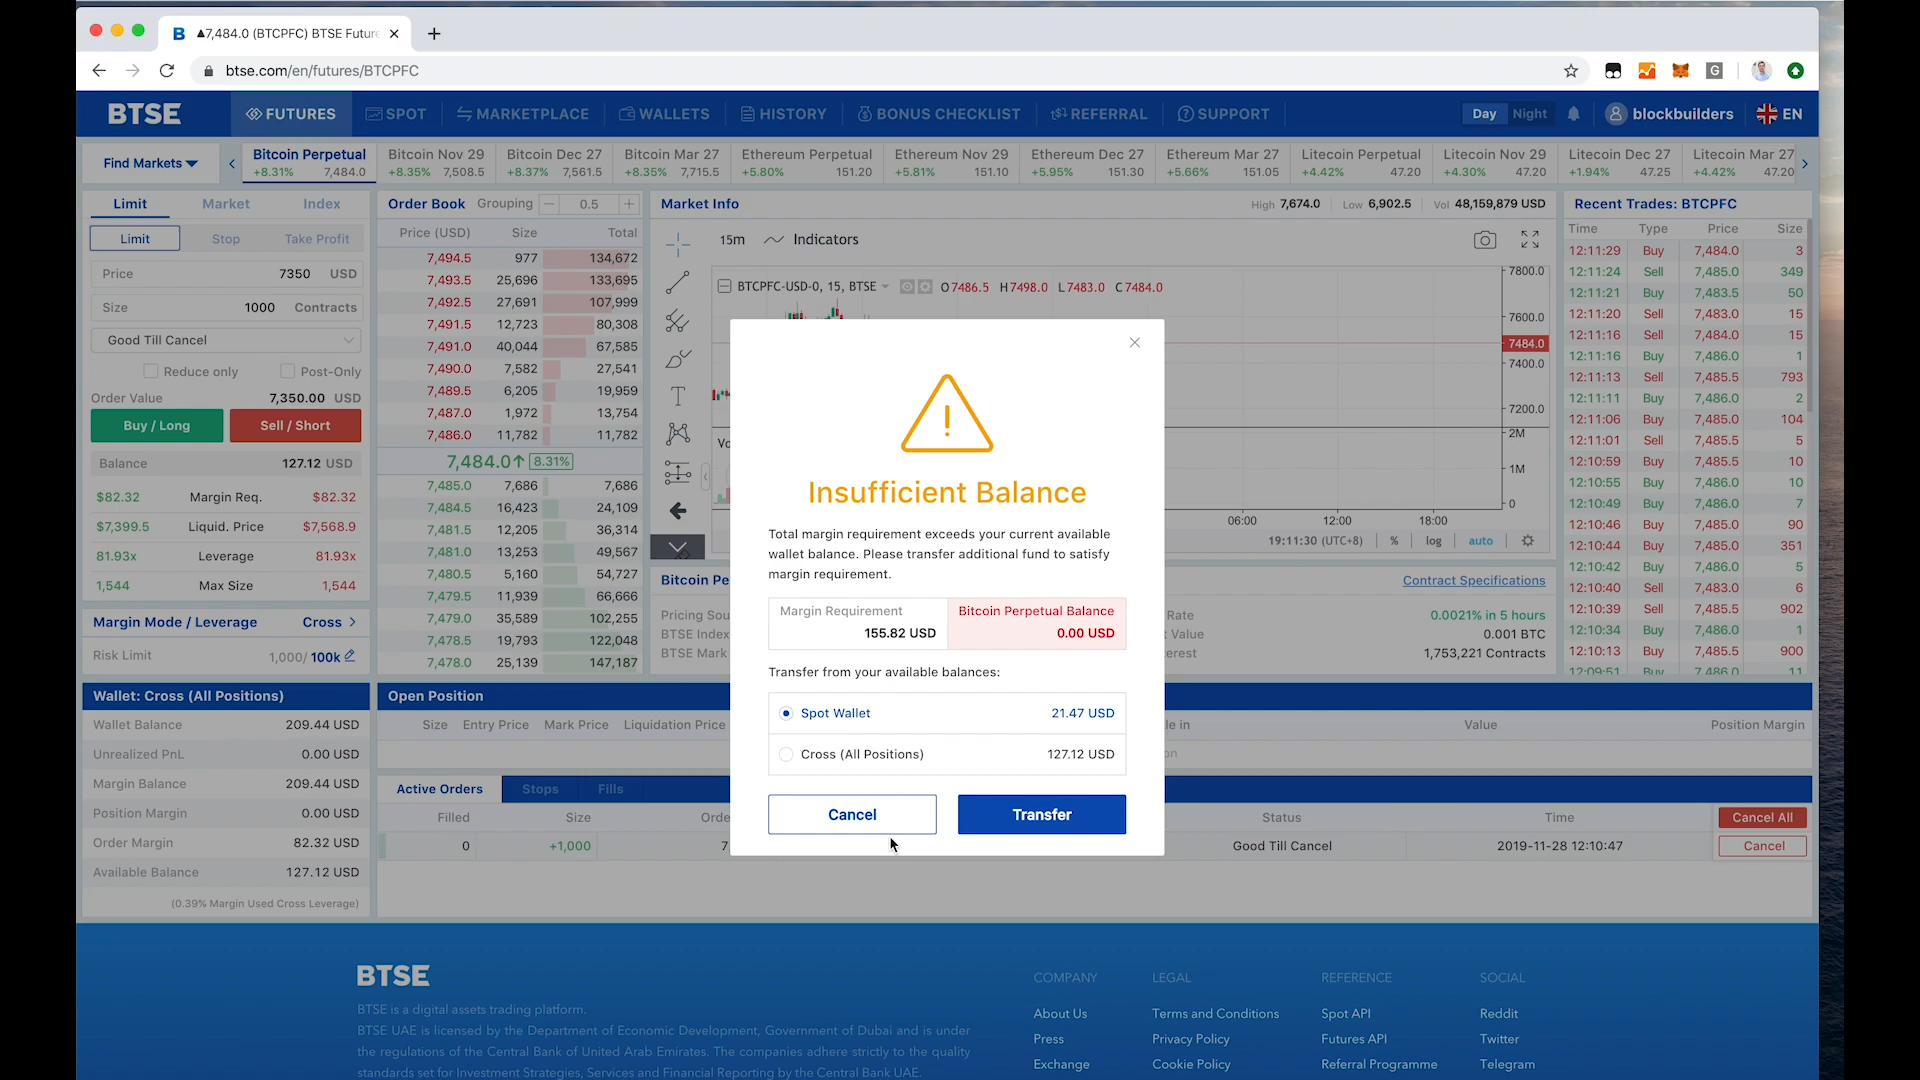 ▲7,484.0 (BTCPFC) BTSE Future
btse.com/en/futures/BTCPFC
BTSE FUTURES SPOT MARKETPLACE WALLETS HISTORY BONUS CHECKLIST REFERRAL SUPPORT Day Night blockbuilders EN
Find Markets
Bitcoin Perpetual Bitcoin Nov 29 Bitcoin Dec 27 Bitcoin Mar 27 Ethereum Perpetual Ethereum Nov 29 Ethereum Dec 27 Ethereum Mar 27 Litecoin Perpetual Litecoin Nov 29 Litecoin Dec 27 Litecoin Mar 27
+8.31% 7,484.0 +8.35% 7,508.5 +8.37% 7,561.5 +8.35% 7,715.5 +5.80% 151.20 +5.81% 151.10 +5.95% 151.30 +5.66% 151.05 +4.42% 47.20 +4.30% 47.20 +1.94% 47.25 +4.42% 47.20
Limit Market Index
Limit Stop Take Profit
Price 7350 USD
Size 1000 Contracts
Good Till Cancel
Reduce only Post-Only
Order Value 7,350.00 USD
Buy / Long Sell / Short
Balance 127.12 USD
$82.32 Margin Req. $82.32
$7,399.5 Liquid. Price $7,568.9
81.93x Leverage 81.93x
1,544 Max Size 1,544
Margin Mode / Leverage Cross >
Risk Limit 1,000/ 100k
Order Book Grouping − 0.5 +
Price (USD) Size Total
7,494.5 977 134,672
7,493.5 25,696 133,695
7,492.5 27,691 107,999
7,491.5 12,723 80,308
7,491.0 40,044 67,585
7,490.0 7,582 27,541
7,489.5 6,205 19,959
7,487.0 1,972 13,754
7,486.0 11,782 11,782
7,484.0↑ 8.31%
7,485.0 7,686 7,686
7,484.5 16,423 24,109
7,481.5 12,205 36,314
7,481.0 13,253 49,567
7,480.5 5,160 54,727
7,479.5 11,939 66,666
7,479.0 35,589 102,255
7,478.5 19,793 122,048
7,478.0 25,139 147,187
Market Info High 7,674.0 Low 6,902.5 Vol 48,159,879 USD
15m Indicators
BTCPFC-USD-0, 15, BTSE O7486.5 H7498.0 L7483.0 C7484.0
7800.0
7600.0
7484.0
7400.0
7200.0
2M
1M
0
06:00 12:00 18:00
19:11:30 (UTC+8) % log auto
Bitcoin Pe Contract Specifications
Pricing Sou Rate 0.0021% in 5 hours
BTSE Index t Value 0.001 BTC
BTSE Mark erest 1,753,221 Contracts
Recent Trades: BTCPFC
Time Type Price Size
12:11:29 Buy 7,484.0 3
12:11:24 Sell 7,485.0 349
12:11:21 Buy 7,483.5 50
12:11:20 Sell 7,483.0 15
12:11:16 Sell 7,484.0 15
12:11:16 Buy 7,486.0 1
12:11:13 Sell 7,485.5 793
12:11:11 Buy 7,486.0 2
12:11:06 Buy 7,485.0 104
12:11:01 Sell 7,485.5 5
12:10:59 Buy 7,485.5 10
12:10:55 Buy 7,486.0 10
12:10:49 Buy 7,486.0 7
12:10:46 Sell 7,485.0 90
12:10:44 Buy 7,485.0 351
12:10:42 Buy 7,486.0 5
12:10:40 Sell 7,483.0 6
12:10:39 Sell 7,485.5 902
12:10:34 Buy 7,486.0 1
12:10:13 Buy 7,485.5 900
12:09:51 Buy 7,486.0 11
Insufficient Balance
Total margin requirement exceeds your current available
wallet balance. Please transfer additional fund to satisfy
margin requirement.
Margin Requirement Bitcoin Perpetual Balance
155.82 USD 0.00 USD
Transfer from your available balances:
Spot Wallet 21.47 USD
Cross (All Positions) 127.12 USD
Cancel Transfer
Wallet: Cross (All Positions)
Wallet Balance 209.44 USD
Unrealized PnL 0.00 USD
Margin Balance 209.44 USD
Position Margin 0.00 USD
Order Margin 82.32 USD
Available Balance 127.12 USD
(0.39% Margin Used Cross Leverage)
Open Position
Size Entry Price Mark Price Liquidation Price le in Value Position Margin
on
Active Orders Stops Fills
Filled Size Orde Status Time Cancel All
0 +1,000 7 Good Till Cancel 2019-11-28 12:10:47 Cancel
BTSE
BTSE is a digital assets trading platform.
BTSE UAE is licensed by the Department of Economic Development, Government of Dubai and is under
the regulations of the Central Bank of United Arab Emirates. The companies adhere strictly to the quality
standards set for Investment Strategies, Services and Financial Reporting by the Central Bank UAE.
COMPANY LEGAL REFERENCE SOCIAL
About Us Terms and Conditions Spot API Reddit
Press Privacy Policy Futures API Twitter
Exchange Cookie Policy Referral Programme Telegram